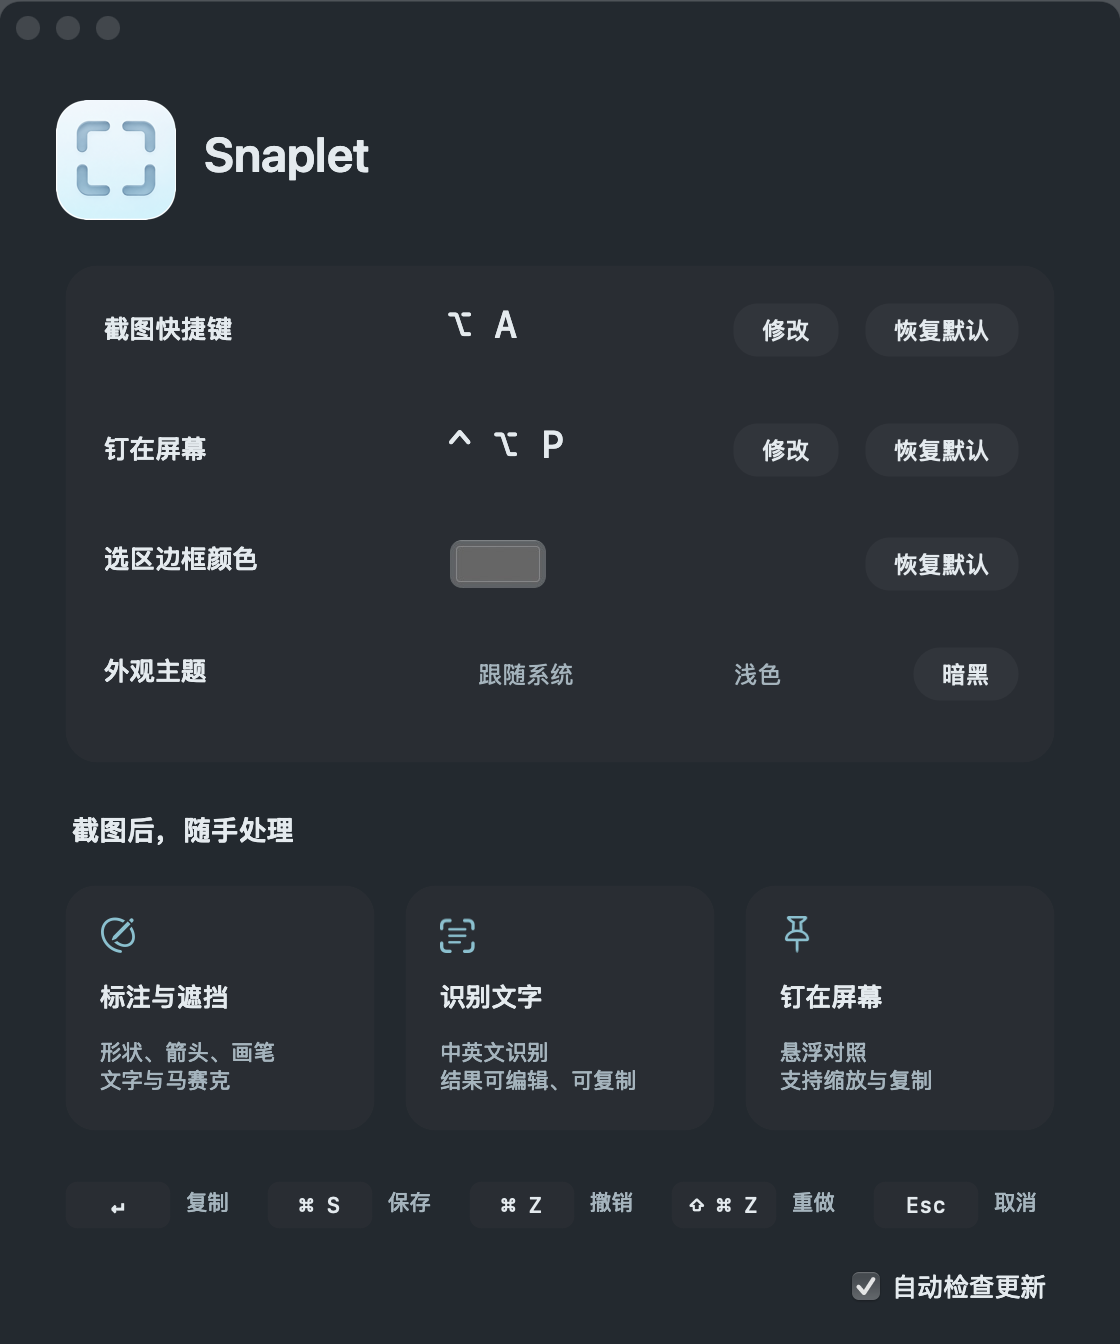 Snaplet
截图快捷键 ⌥ A 修改 恢复默认
钉在屏幕 ^ ⌥ P 修改 恢复默认
选区边框颜色 恢复默认
外观主题 跟随系统 浅色 暗黑
截图后，随手处理
标注与遮挡
形状、箭头、画笔
文字与马赛克
识别文字
中英文识别
结果可编辑、可复制
钉在屏幕
悬浮对照
支持缩放与复制
↵ 复制 ⌘ S 保存 ⌘ Z 撤销 ⇧ ⌘ Z 重做 Esc 取消
自动检查更新